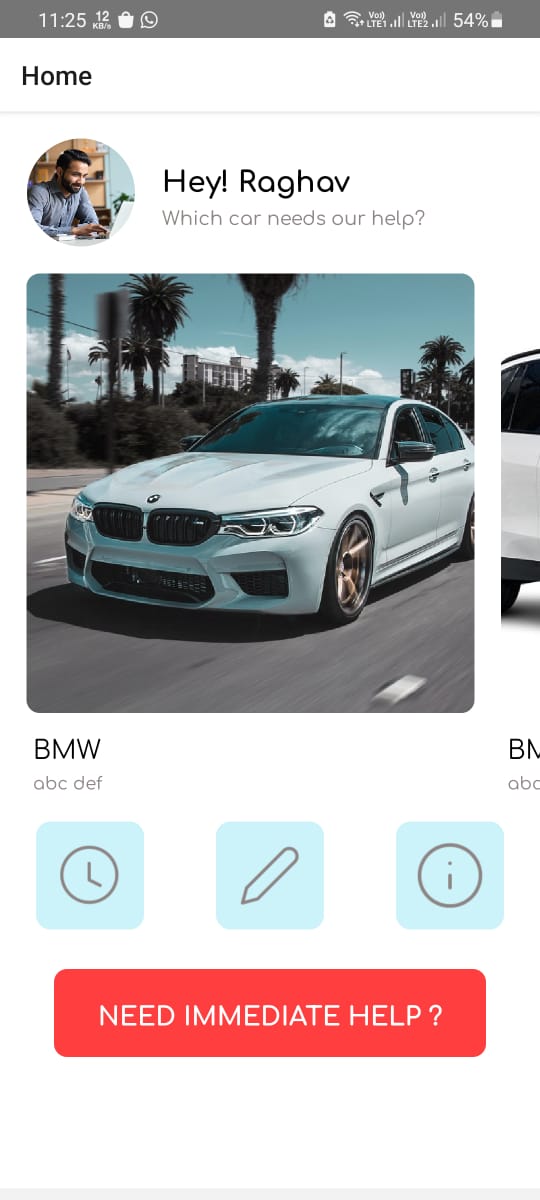 11:25 12 KB/s Vo) LTE1 Vo) LTE2 54%
Home
Hey! Raghav
Which car needs our help?
BMW
BM
abc def
abc
NEED IMMEDIATE HELP ?